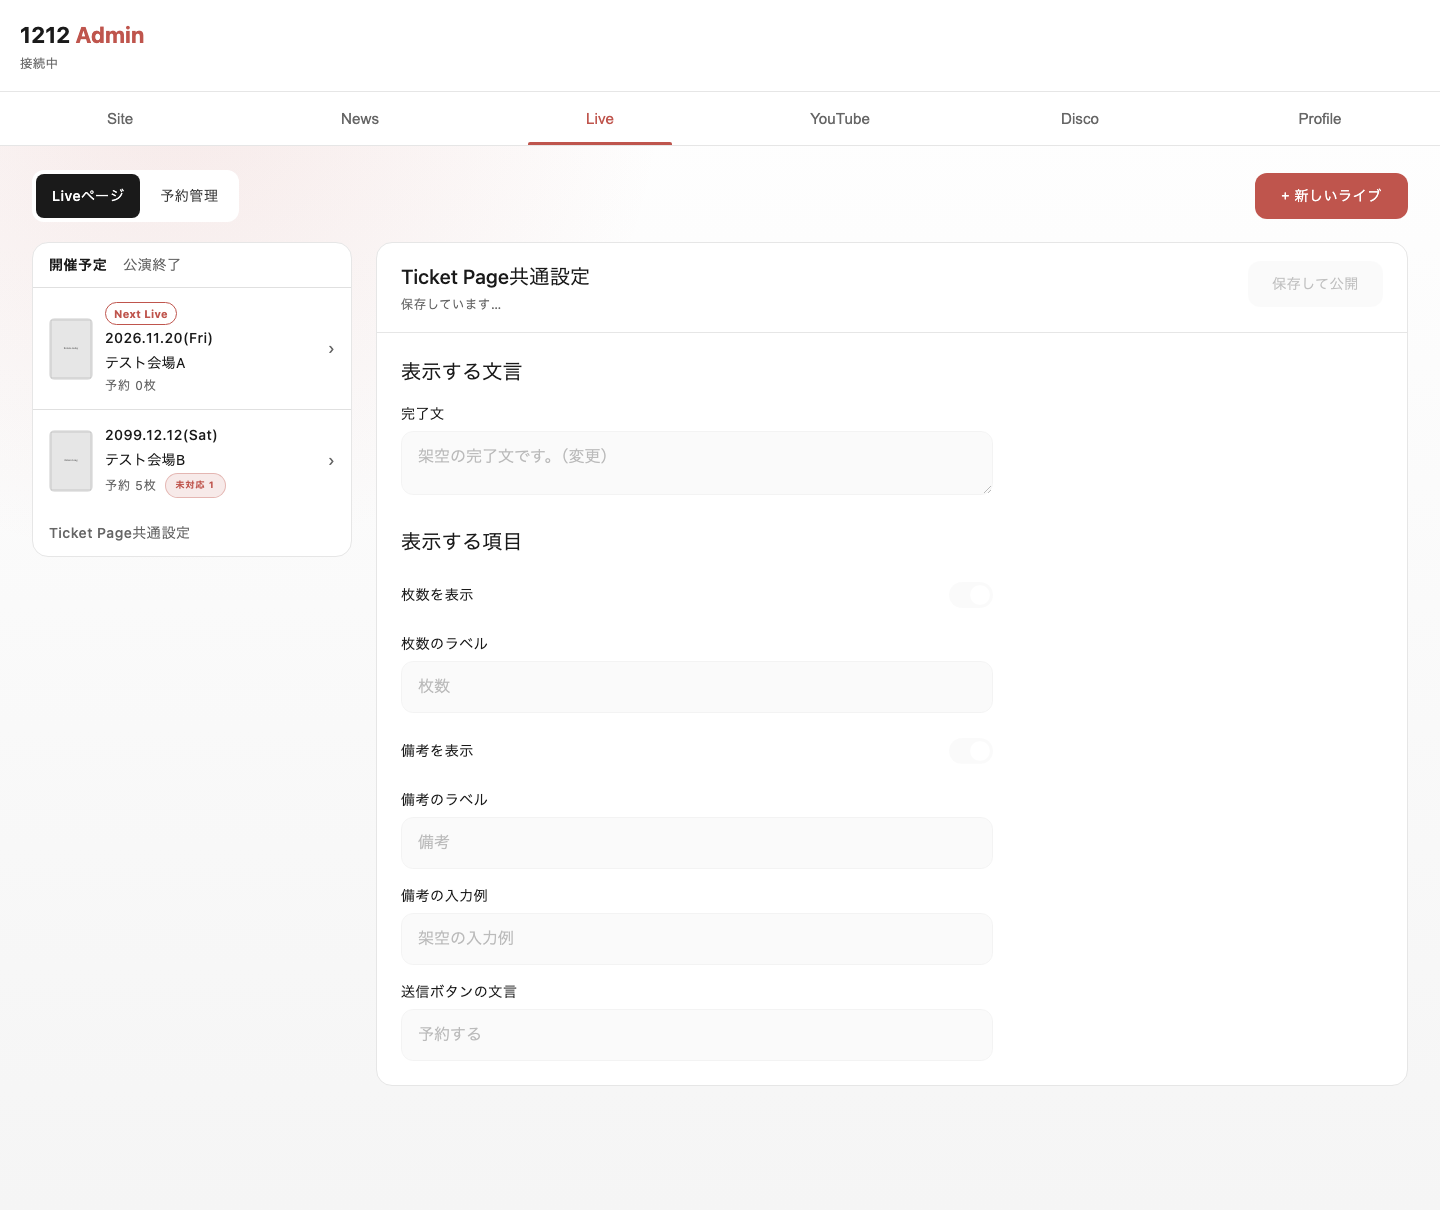 1212 Admin
接続中
Site
News
Live
YouTube
Disco
Profile
Liveページ
予約管理
+ 新しいライブ
開催予定
公演終了
Next Live
2026.11.20(Fri)
テスト会場A
予約 0枚
›
2099.12.12(Sat)
テスト会場B
予約 5枚
未対応 1
›
Ticket Page共通設定
Ticket Page共通設定
保存しています...
保存して公開
表示する文言
完了文
架空の完了文です。（変更）
表示する項目
枚数を表示
枚数のラベル
枚数
備考を表示
備考のラベル
備考
備考の入力例
架空の入力例
送信ボタンの文言
予約する